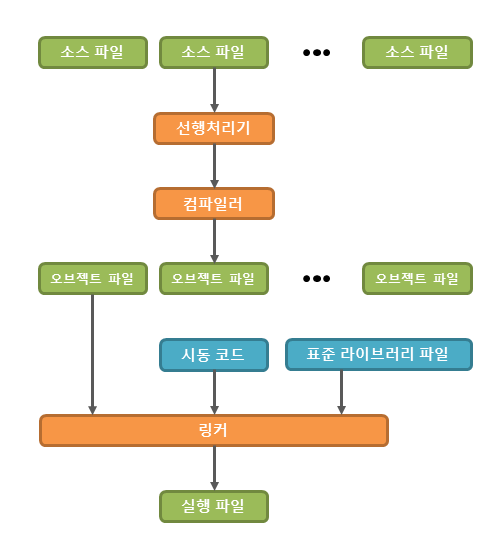 소스 파일 소스 파일 ••• 소스 파일
선행처리기
컴파일러
오브젝트 파일 오브젝트 파일 ••• 오브젝트 파일
시동 코드 표준 라이브러리 파일
링커
실행 파일